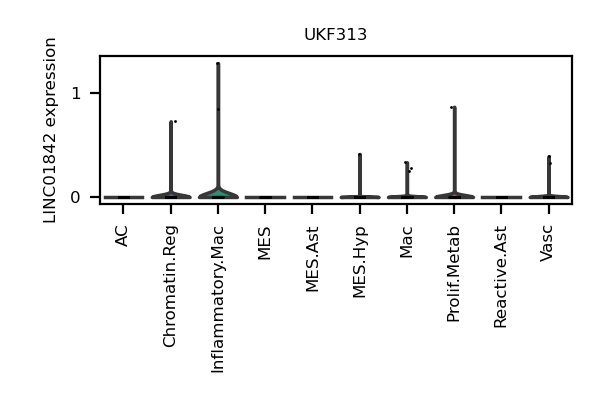 UKF313
LINC01842 expression
1
0
AC
Chromatin.Reg
Inflammatory.Mac
MES
MES.Ast
MES.Hyp
Mac
Prolif.Metab
Reactive.Ast
Vasc